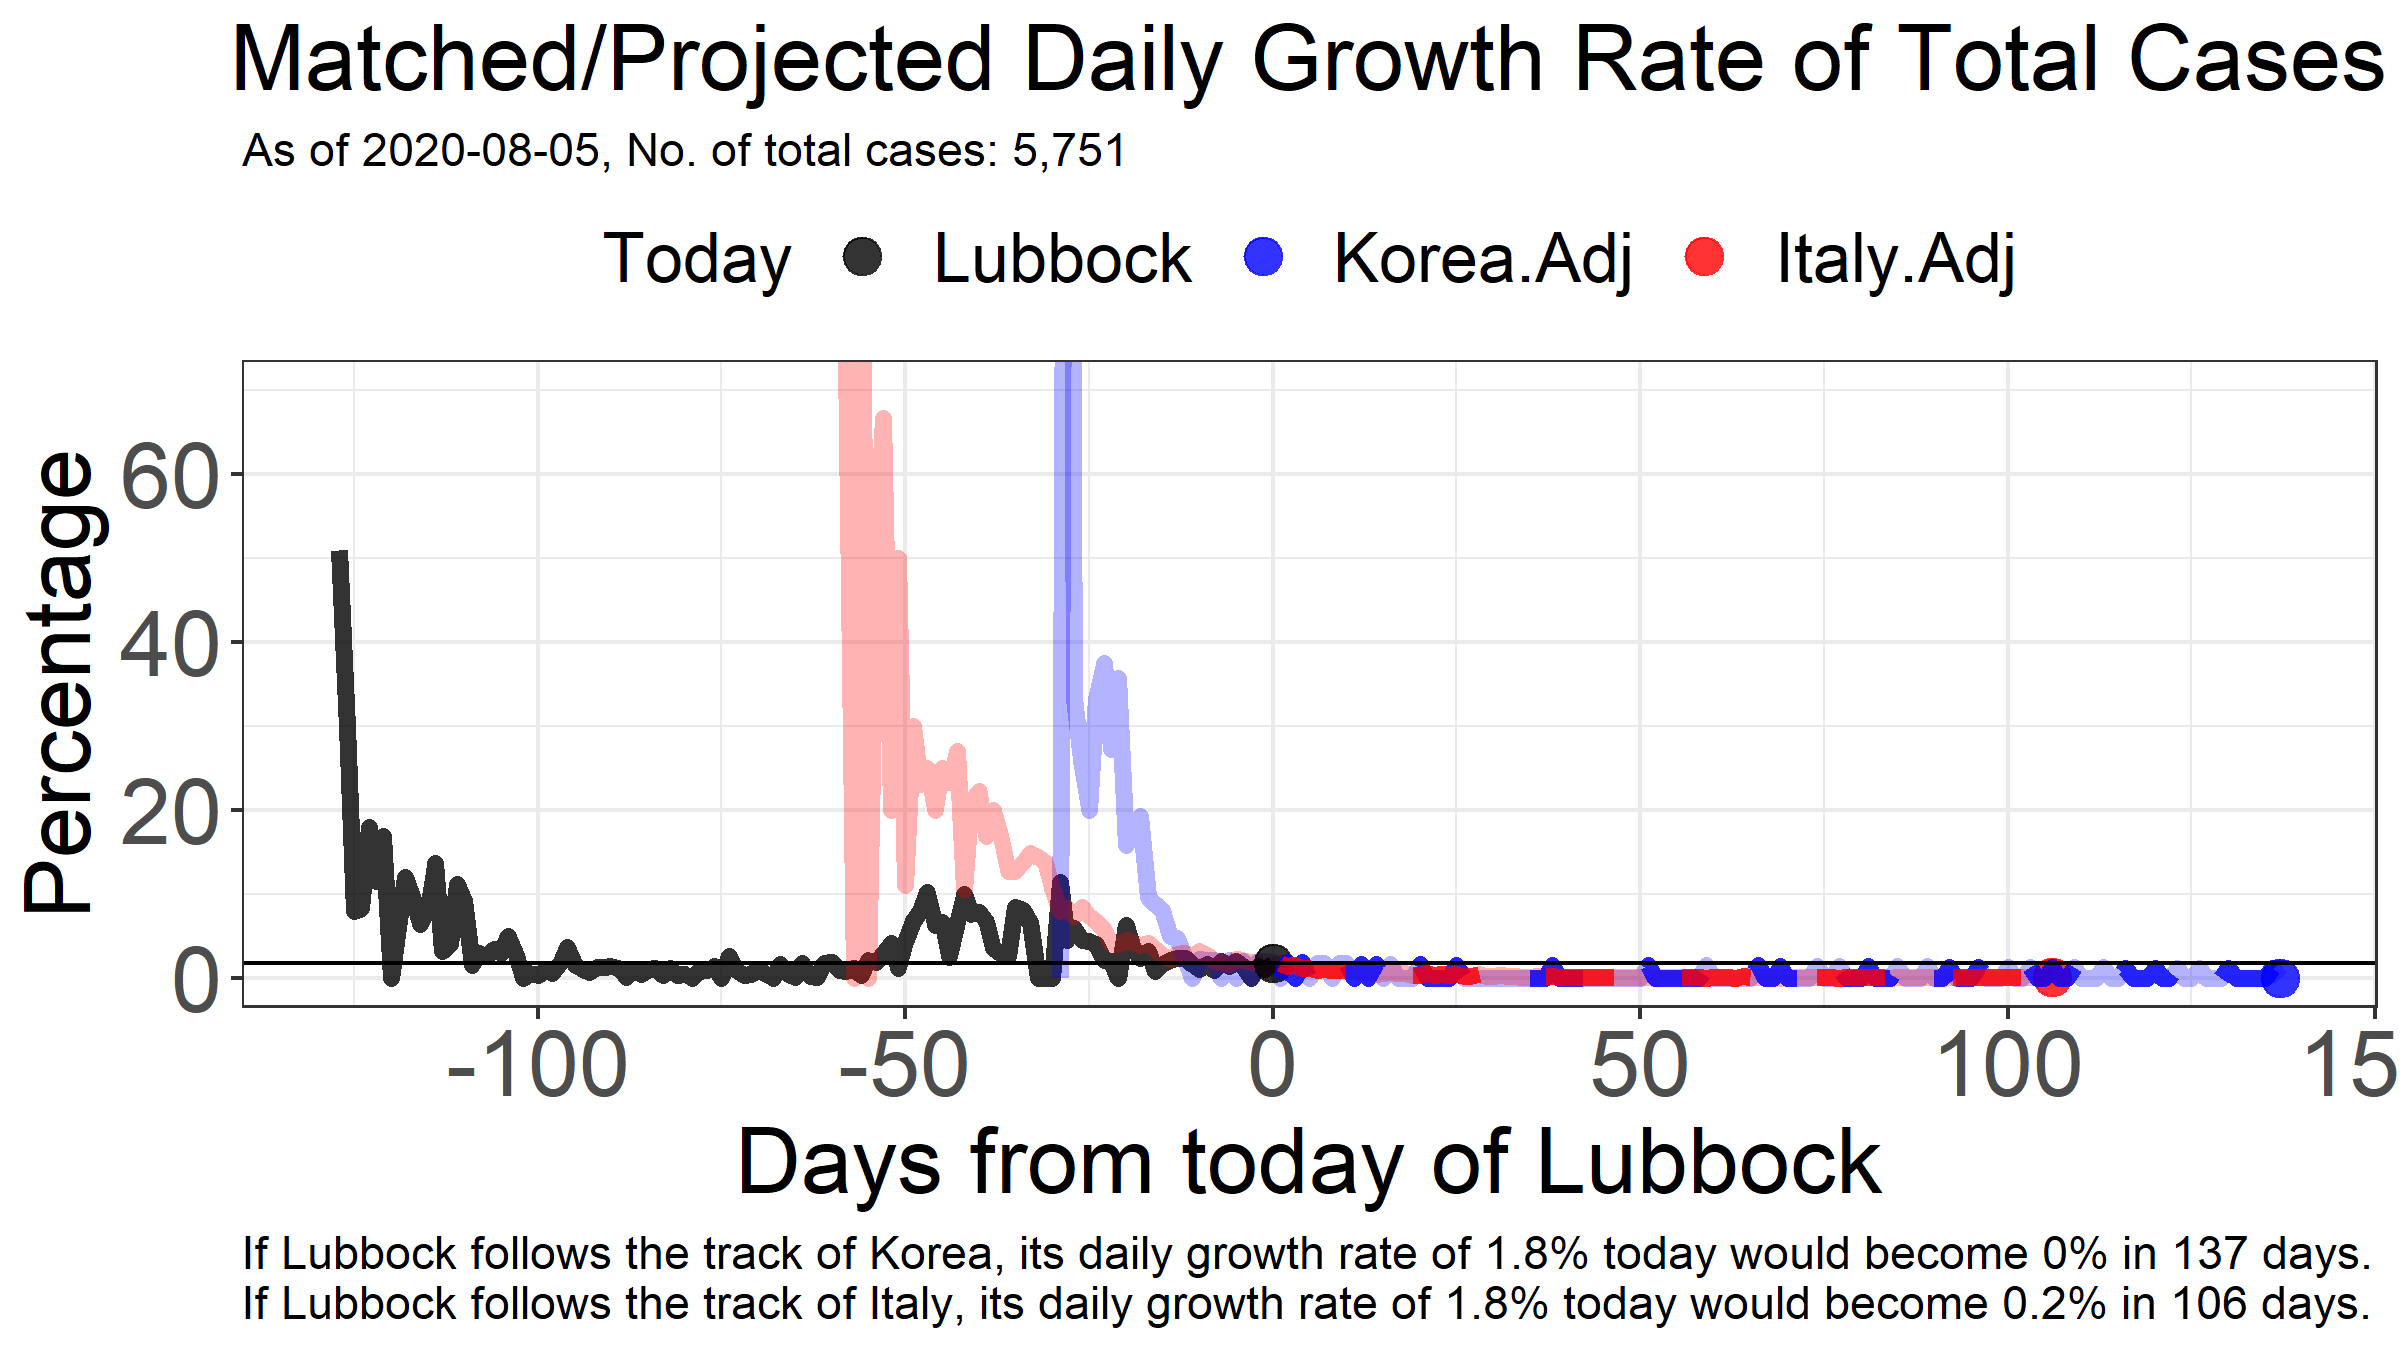 Matched/Projected Daily Growth Rate of Total Cases
As of 2020-08-05, No. of total cases: 5,751
Today Lubbock Korea.Adj Italy.Adj
Percentage
60
40
20
0
-100 -50 0 50 100 15
Days from today of Lubbock
If Lubbock follows the track of Korea, its daily growth rate of 1.8% today would become 0% in 137 days.
If Lubbock follows the track of Italy, its daily growth rate of 1.8% today would become 0.2% in 106 days.